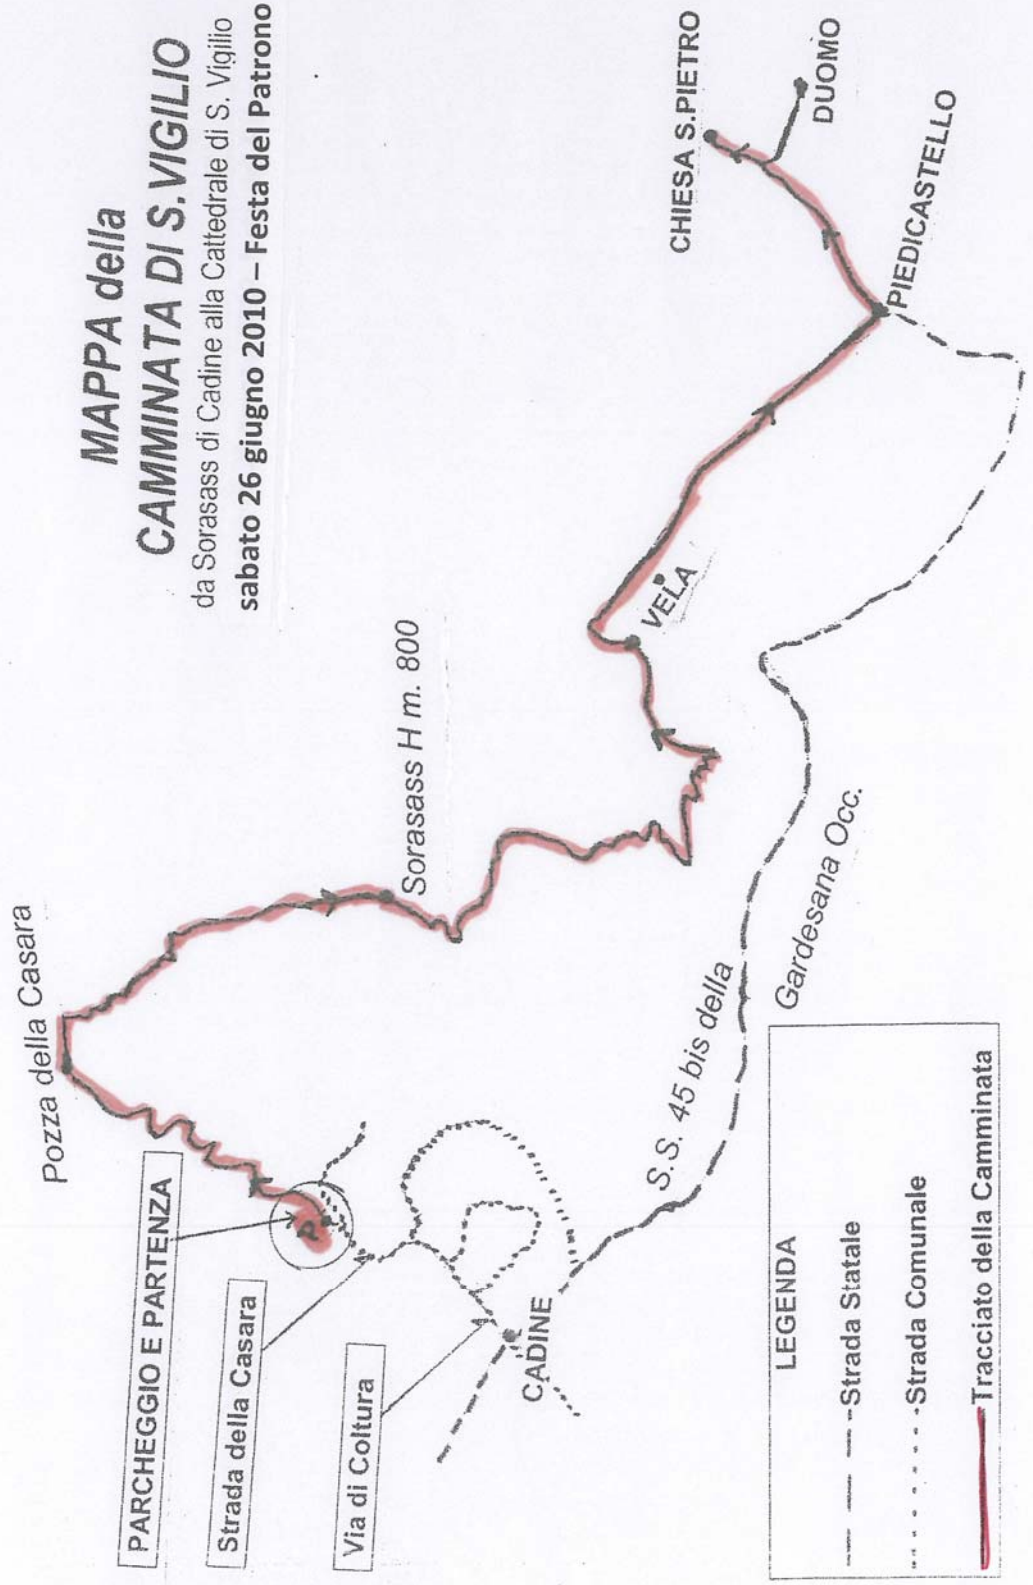 MAPPA della
CAMMINATA DI S.VIGILIO
da Sorasass di Cadine alla Cattedrale di S. Vigilio
sabato 26 giugno 2010 – Festa del Patrono
Pozza della Casara
PARCHEGGIO E PARTENZA
P
Strada della Casara
Via di Coltura
CADINE
Sorasass H m. 800
VELA
CHIESA S.PIETRO
DUOMO
PIEDICASTELLO
S.S. 45 bis della
Gardesana Occ.
LEGENDA
Strada Statale
Strada Comunale
Tracciato della Camminata